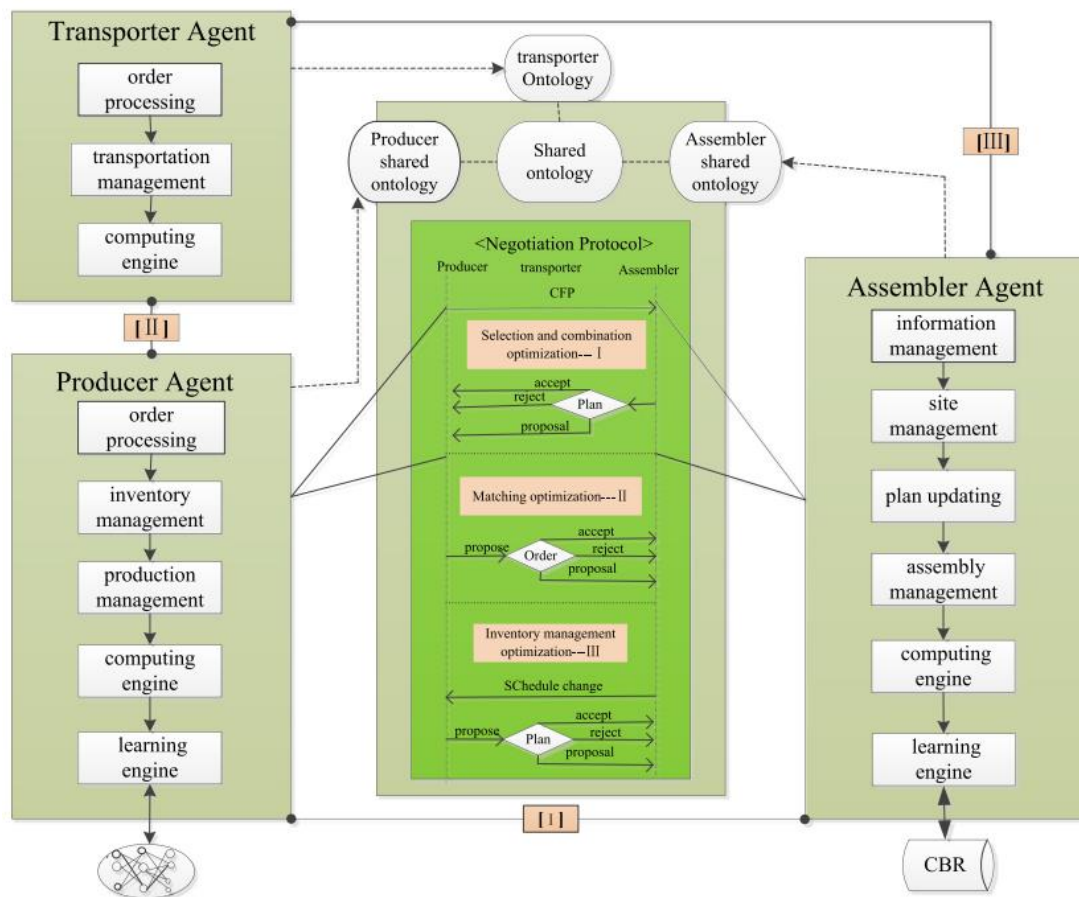 Transporter Agent
order
processing
transportation
management
computing
engine
[ II ]
Producer Agent
order
processing
inventory
management
production
management
computing
engine
learning
engine
transporter
Ontology
Producer
shared
ontology
Shared
ontology
Assembler
shared
ontology
<Negotiation Protocol>
Producer transporter Assembler
CFP
Selection and combination
optimization--- I
accept
reject
Plan
proposal
Matching optimization---II
accept
propose
Order
reject
proposal
Inventory management
optimization---III
SChedule change
accept
propose
Plan
reject
proposal
[ I ]
[III]
Assembler Agent
information
management
site
management
plan updating
assembly
management
computing
engine
learning
engine
CBR